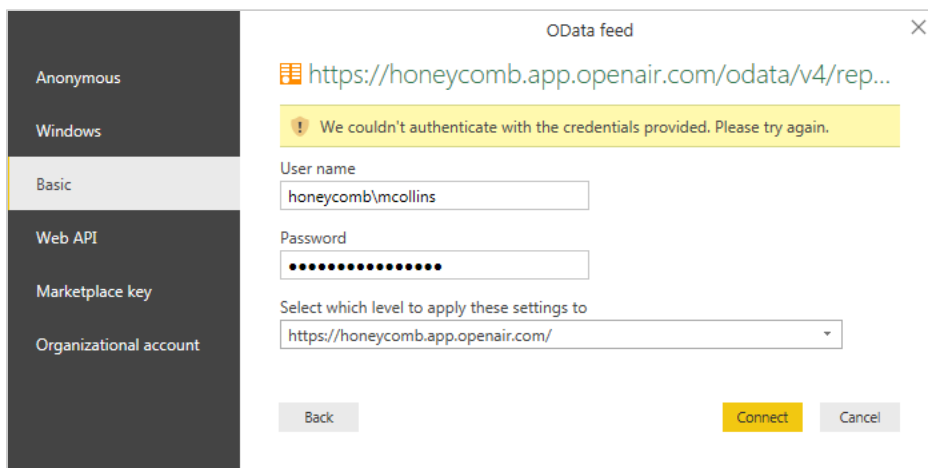 OData feed
Anonymous
Windows
Basic
Web API
Marketplace key
Organizational account
https://honeycomb.app.openair.com/odata/v4/rep...
We couldn't authenticate with the credentials provided. Please try again.
User name
honeycomb\mcollins
Password
••••••••••••••••
Select which level to apply these settings to
https://honeycomb.app.openair.com/
Back
Connect
Cancel